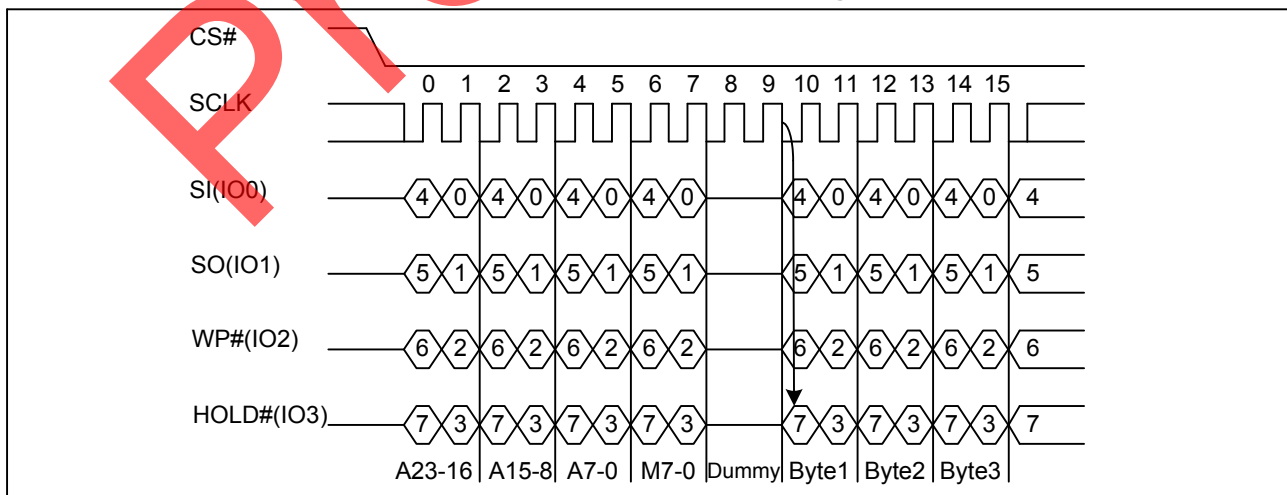 CS#
0 1 2 3 4 5 6 7 8 9 10 11 12 13 14 15
SCLK
SI(IO0) 4 0 4 0 4 0 4 0 4 0 4 0 4 0 4
SO(IO1) 5 1 5 1 5 1 5 1 5 1 5 1 5 1 5
WP#(IO2) 6 2 6 2 6 2 6 2 6 2 6 2 6 2 6
HOLD#(IO3) 7 3 7 3 7 3 7 3 7 3 7 3 7 3 7
A23-16 A15-8 A7-0 M7-0 Dummy Byte1 Byte2 Byte3